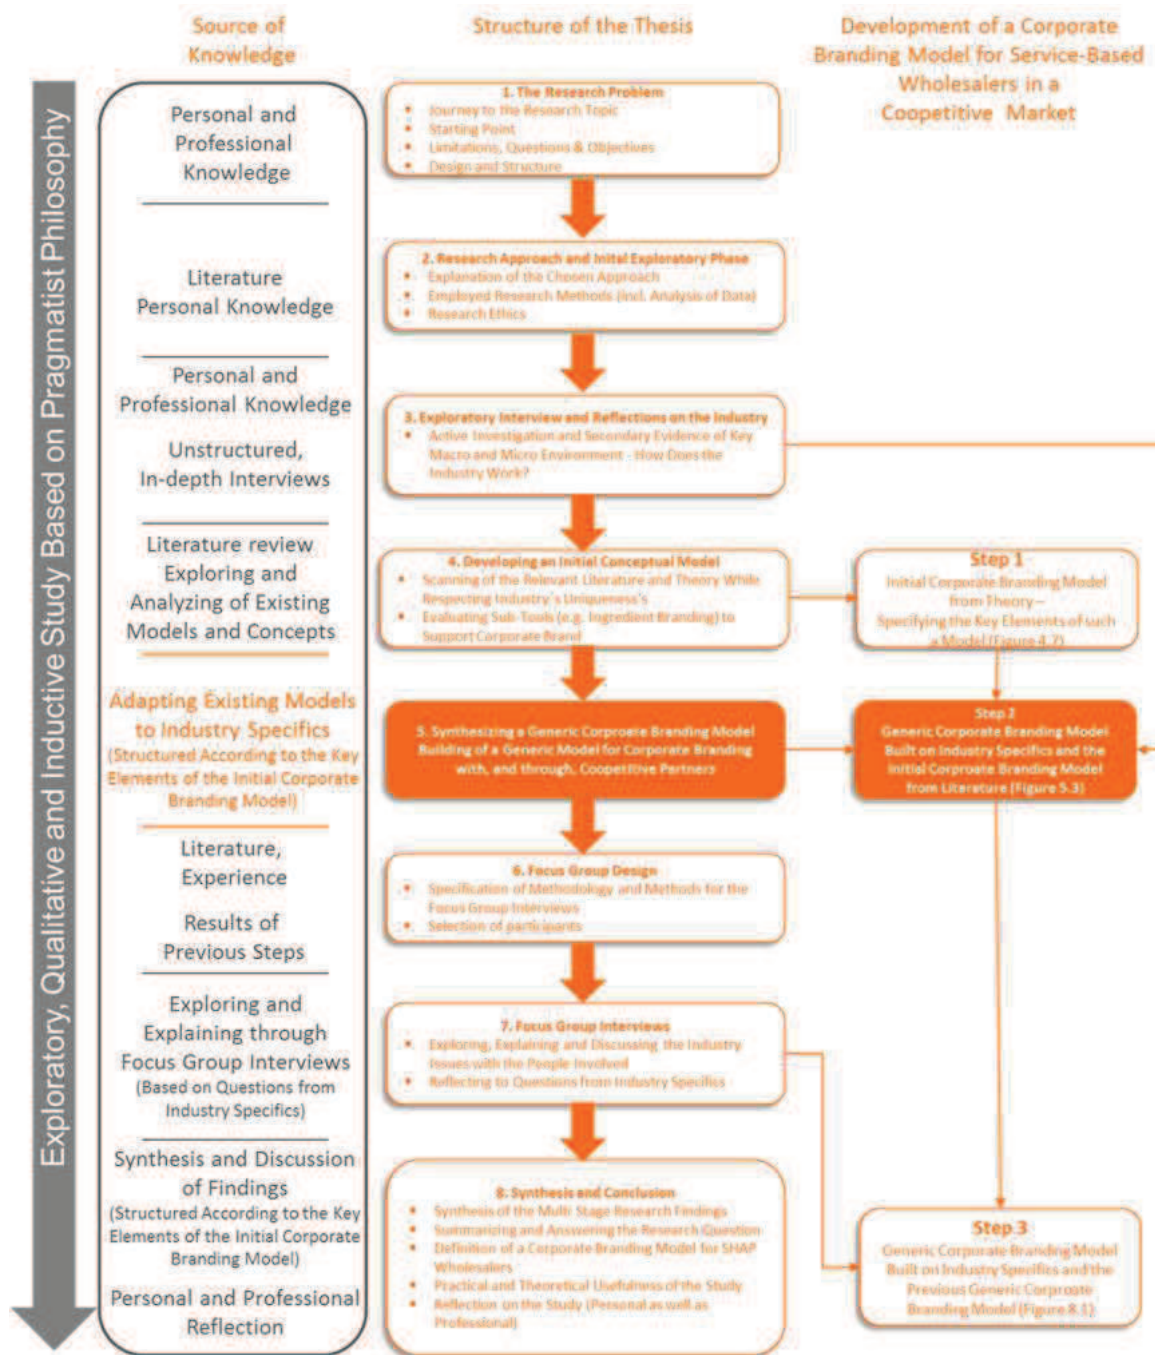 Source of
Knowledge
Structure of the Thesis
Development of a Corporate
Branding Model for Service-Based
Wholesalers in a
Coopetitive Market
Exploratory, Qualitative and Inductive Study Based on Pragmatist Philosophy
Personal and
Professional
Knowledge
Literature
Personal Knowledge
Personal and
Professional Knowledge
Unstructured,
In-depth Interviews
Literature review
Exploring and
Analyzing of Existing
Models and Concepts
Adapting Existing Models
to Industry Specifics
(Structured According to the Key
Elements of the Initial Corporate
Branding Model)
Literature,
Experience
Results of
Previous Steps
Exploring and
Explaining through
Focus Group Interviews
(Based on Questions from
Industry Specifics)
Synthesis and Discussion
of Findings
(Structured According to the Key
Elements of the Initial Corporate
Branding Model)
Personal and Professional
Reflection
1. The Research Problem
• Journey to the Research Topic
• Starting Point
• Limitations, Questions & Objectives
• Design and Structure
2. Research Approach and Inital Exploratory Phase
• Explanation of the Chosen Approach
• Employed Research Methods (incl. Analysis of Data)
• Research Ethics
3. Exploratory Interview and Reflections on the Industry
• Active Investigation and Secondary Evidence of Key
Macro and Micro Environment - How Does the
Industry Work?
4. Developing an Initial Conceptual Model
• Scanning of the Relevant Literature and Theory While
Respecting Industry´s Uniqueness's
• Evaluating Sub-Tools (e.g. Ingredient Branding) to
Support Corporate Brand
5. Synthesizing a Generic Corproate Branding Model
Building of a Generic Model for Corporate Branding
with, and through, Coopetitive Partners
6. Focus Group Design
• Specification of Methodology and Methods for the
Focus Group Interviews
• Selection of participants
7. Focus Group Interviews
• Exploring, Explaining and Discussing the Industry
Issues with the People Involved
• Reflecting to Questions from Industry Specifics
8. Synthesis and Conclusion
• Synthesis of the Multi Stage Research Findings
• Summarizing and Answering the Research Question
• Definition of a Corporate Branding Model for SHAP
Wholesalers
• Practical and Theoretical Usefulness of the Study
• Reflection on the Study (Personal as well as
Professional)
Step 1
Initial Corporate Branding Model
from Theory –
Specifying the Key Elements of such
a Model (Figure 4.7)
Step 2
Generic Corporate Branding Model
Built on Industry Specifics and the
Initial Corproate Branding Model
from Literature (Figure 5.3)
Step 3
Generic Corporate Branding Model
Built on Industry Specifics and the
Previous Generic Corproate
Branding Model (Figure 8.1)